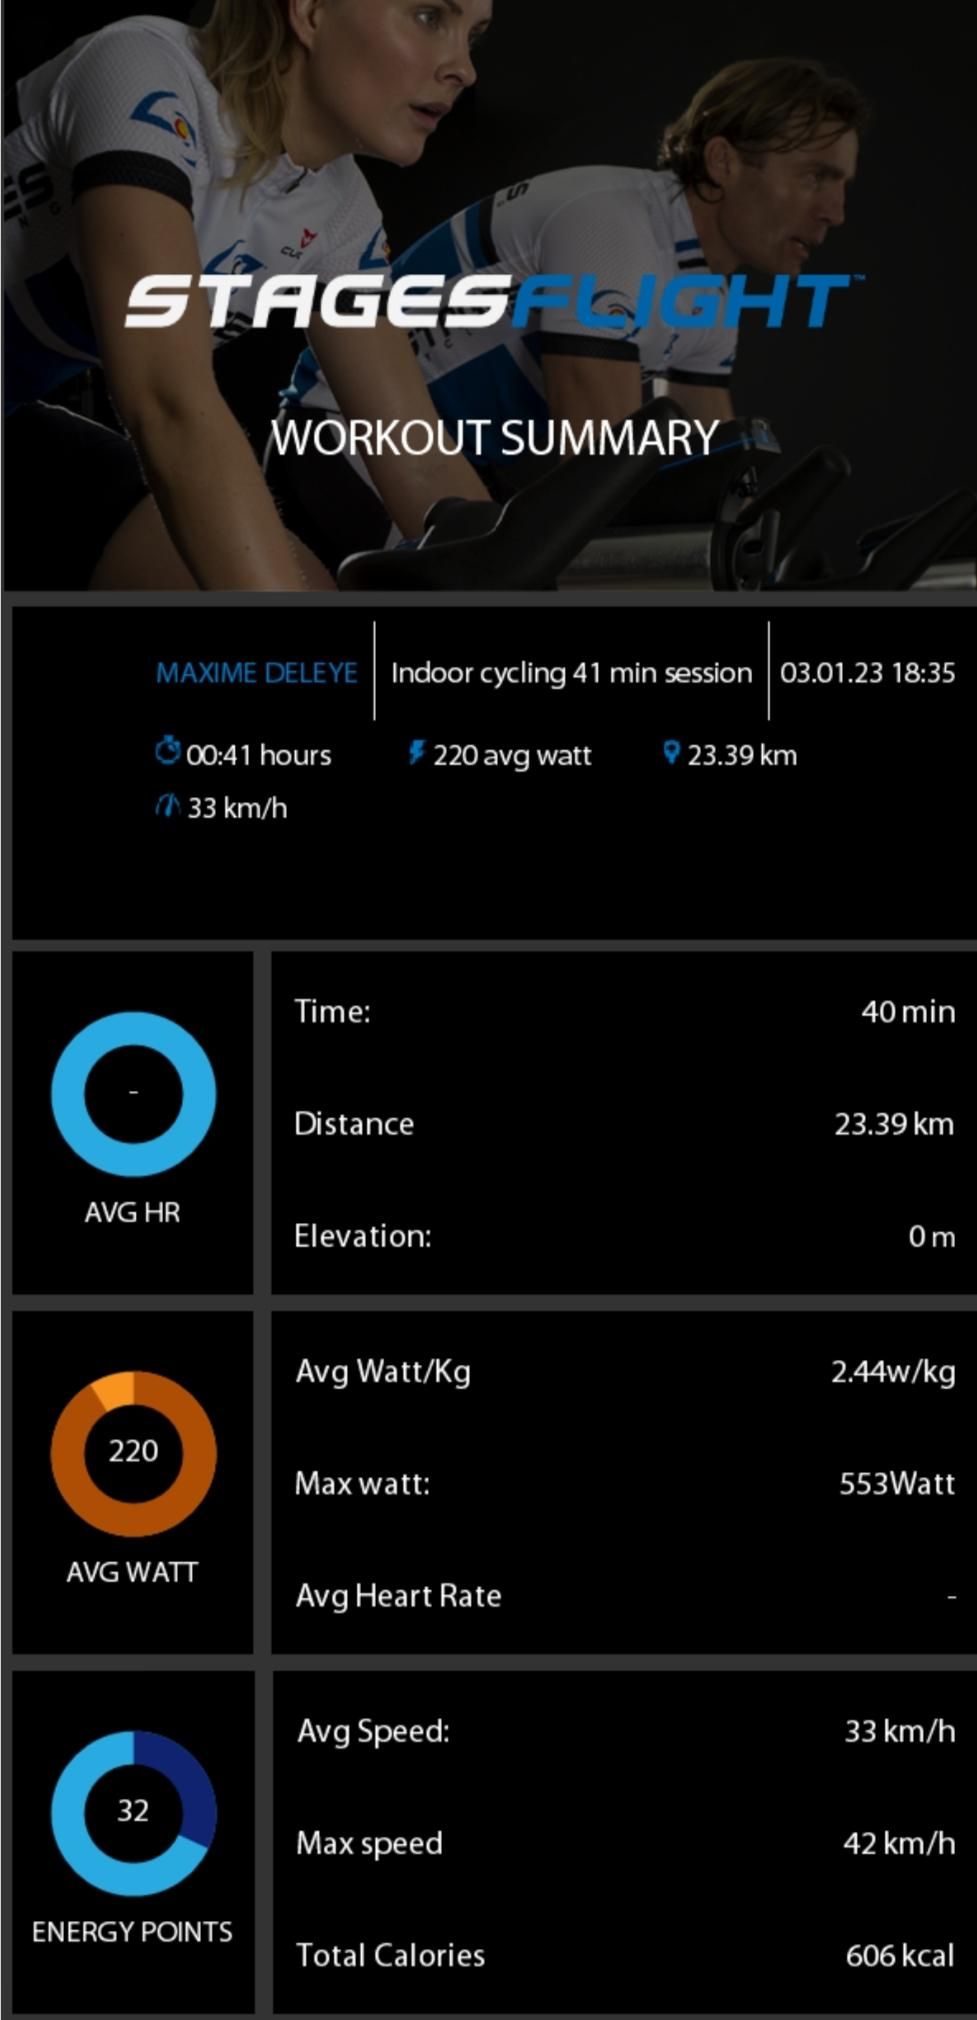 STAGESFLIGHT™
WORKOUT SUMMARY
MAXIME DELEYE
Indoor cycling 41 min session
03.01.23 18:35
00:41 hours
220 avg watt
23.39 km
33 km/h
-
AVG HR
Time: 40 min
Distance 23.39 km
Elevation: 0 m
220
AVG WATT
Avg Watt/Kg 2.44w/kg
Max watt: 553Watt
Avg Heart Rate -
32
ENERGY POINTS
Avg Speed: 33 km/h
Max speed 42 km/h
Total Calories 606 kcal